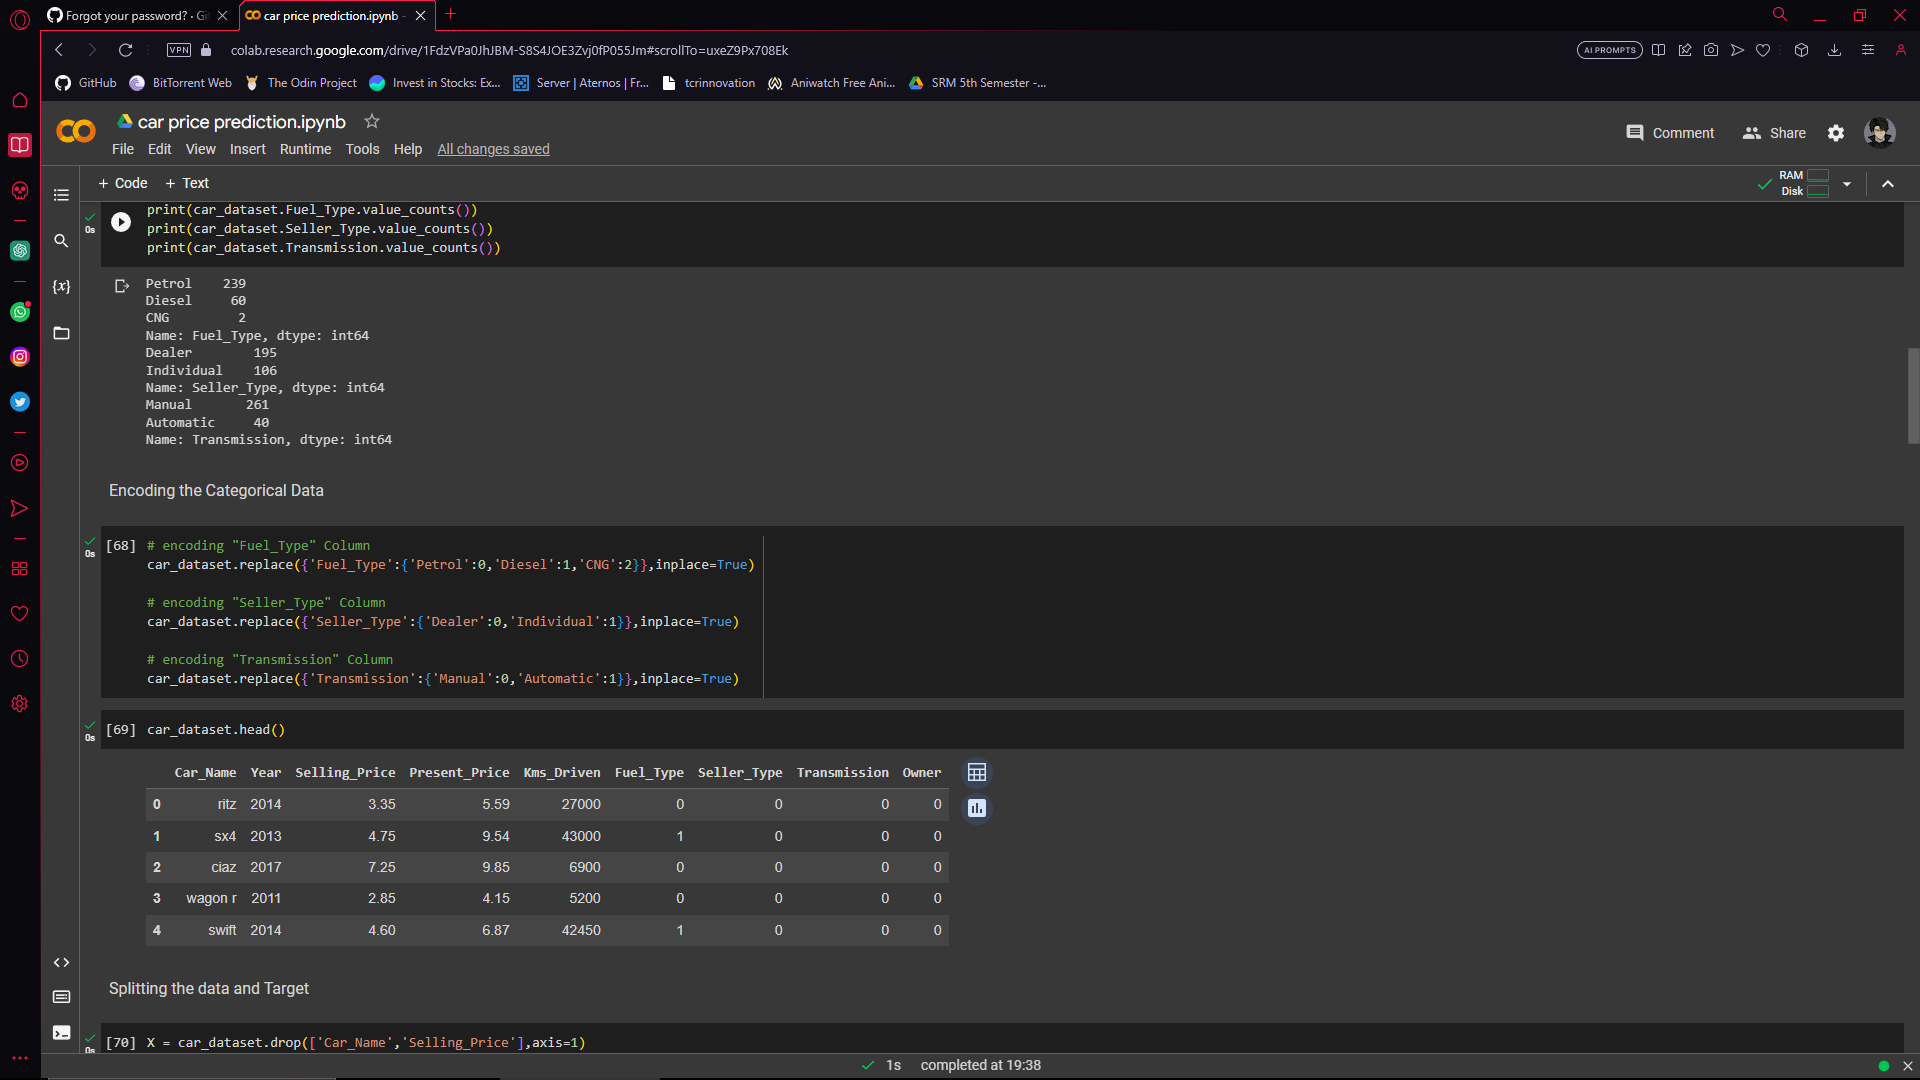 Forgot your password? · Gi
car price prediction.ipynb -
VPN
colab.research.google.com/drive/1FdzVPa0JhJBM-S8S4JOE3Zvj0fP055Jm#scrollTo=uxeZ9Px708Ek
AI PROMPTS
GitHub
BitTorrent Web
The Odin Project
Invest in Stocks: Ex...
Server | Aternos | Fr...
tcrinnovation
Aniwatch Free Ani...
SRM 5th Semester -...
car price prediction.ipynb
Comment
Share
File Edit View Insert Runtime Tools Help All changes saved
+ Code + Text
RAM
Disk
0s
print(car_dataset.Fuel_Type.value_counts())
print(car_dataset.Seller_Type.value_counts())
print(car_dataset.Transmission.value_counts())
{x}
Petrol 239
Diesel 60
CNG 2
Name: Fuel_Type, dtype: int64
Dealer 195
Individual 106
Name: Seller_Type, dtype: int64
Manual 261
Automatic 40
Name: Transmission, dtype: int64
Encoding the Categorical Data
0s
[68] # encoding "Fuel_Type" Column
car_dataset.replace({'Fuel_Type':{'Petrol':0,'Diesel':1,'CNG':2}},inplace=True)
# encoding "Seller_Type" Column
car_dataset.replace({'Seller_Type':{'Dealer':0,'Individual':1}},inplace=True)
# encoding "Transmission" Column
car_dataset.replace({'Transmission':{'Manual':0,'Automatic':1}},inplace=True)
0s
[69] car_dataset.head()
Car_Name Year Selling_Price Present_Price Kms_Driven Fuel_Type Seller_Type Transmission Owner
0 ritz 2014 3.35 5.59 27000 0 0 0 0
1 sx4 2013 4.75 9.54 43000 1 0 0 0
2 ciaz 2017 7.25 9.85 6900 0 0 0 0
3 wagon r 2011 2.85 4.15 5200 0 0 0 0
4 swift 2014 4.60 6.87 42450 1 0 0 0
Splitting the data and Target
0s
[70] X = car_dataset.drop(['Car_Name','Selling_Price'],axis=1)
1s completed at 19:38